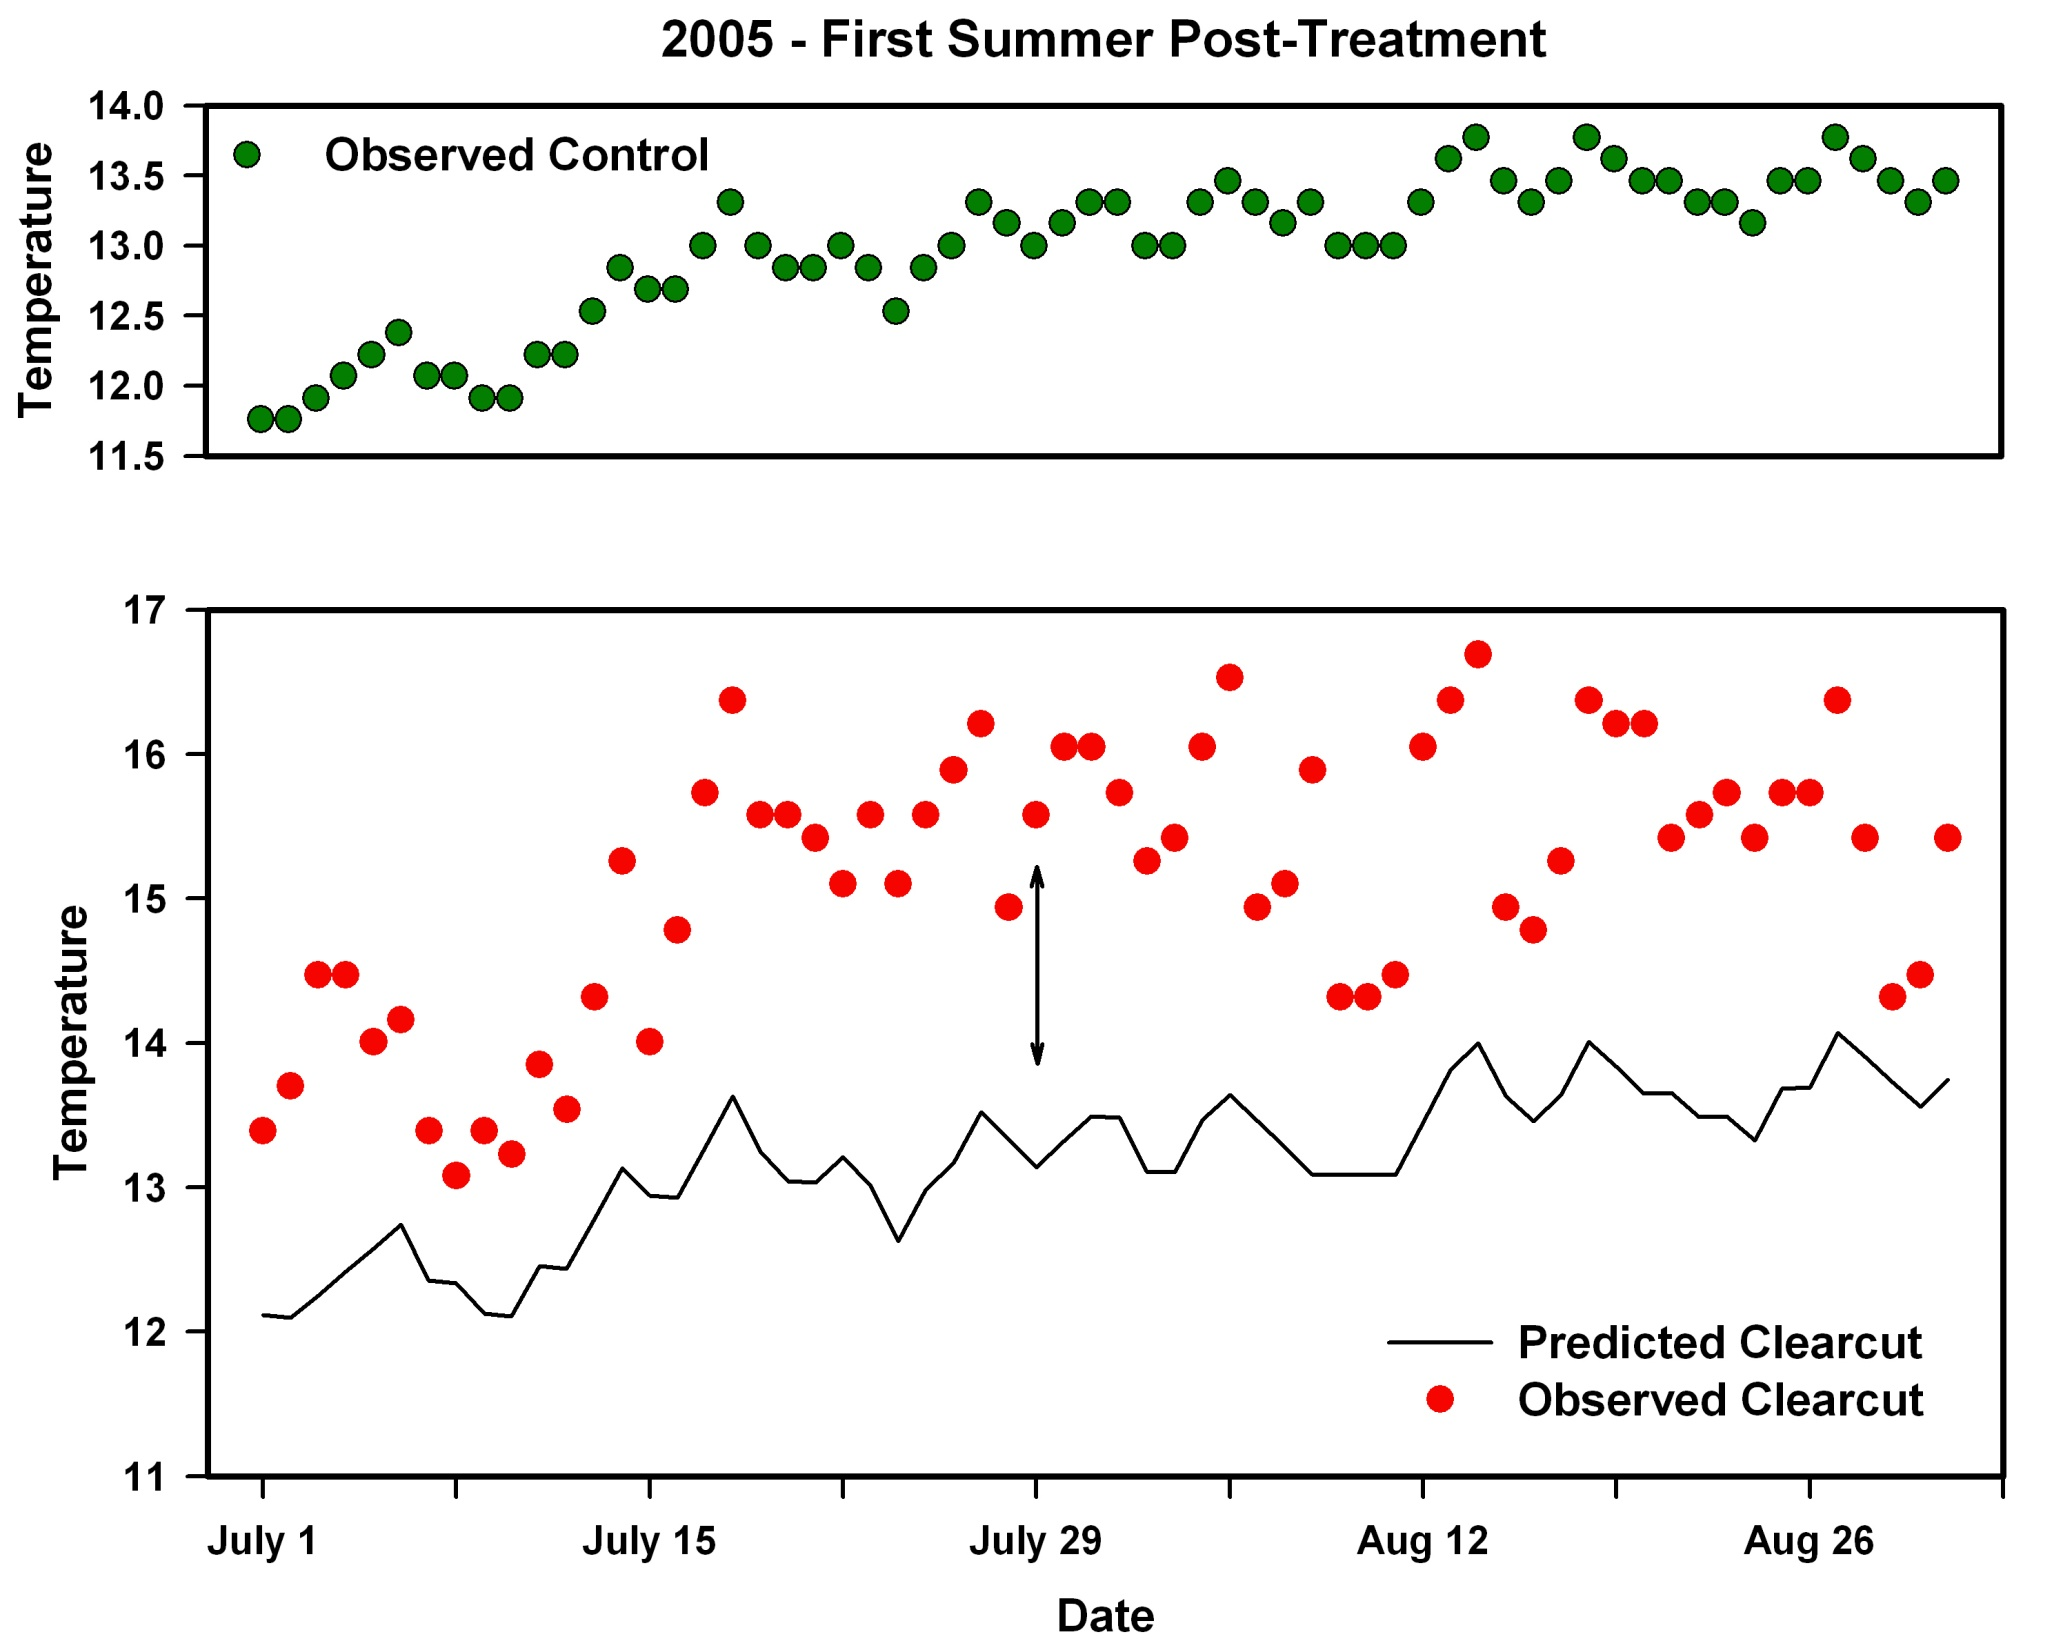 2005 - First Summer Post-Treatment
14.0
13.5
13.0
12.5
12.0
11.5
Temperature
Observed Control
17
16
15
14
13
12
11
Temperature
Predicted Clearcut
Observed Clearcut
July 1 July 15 July 29 Aug 12 Aug 26
Date